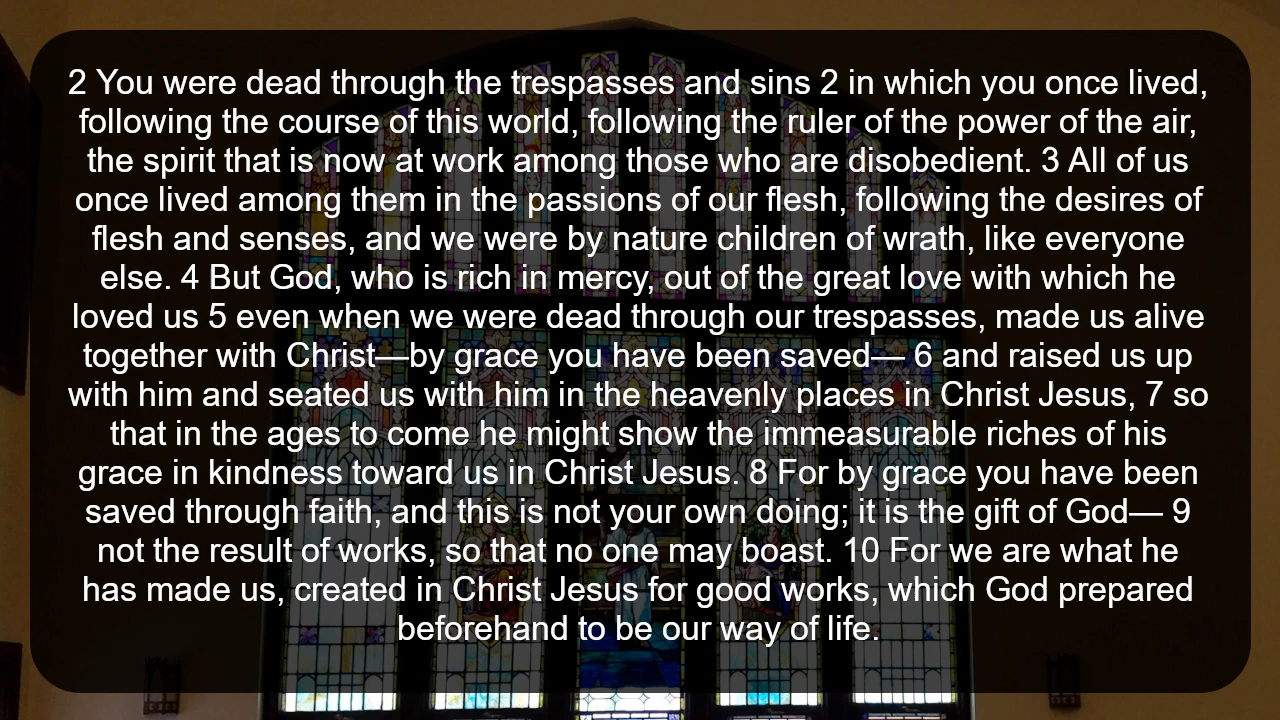 2 You were dead through the trespasses and sins 2 in which you once lived,
following the course of this world, following the ruler of the power of the air,
the spirit that is now at work among those who are disobedient. 3 All of us
once lived among them in the passions of our flesh, following the desires of
flesh and senses, and we were by nature children of wrath, like everyone
else. 4 But God, who is rich in mercy, out of the great love with which he
loved us 5 even when we were dead through our trespasses, made us alive
together with Christ—by grace you have been saved— 6 and raised us up
with him and seated us with him in the heavenly places in Christ Jesus, 7 so
that in the ages to come he might show the immeasurable riches of his
grace in kindness toward us in Christ Jesus. 8 For by grace you have been
saved through faith, and this is not your own doing; it is the gift of God— 9
not the result of works, so that no one may boast. 10 For we are what he
has made us, created in Christ Jesus for good works, which God prepared
beforehand to be our way of life.